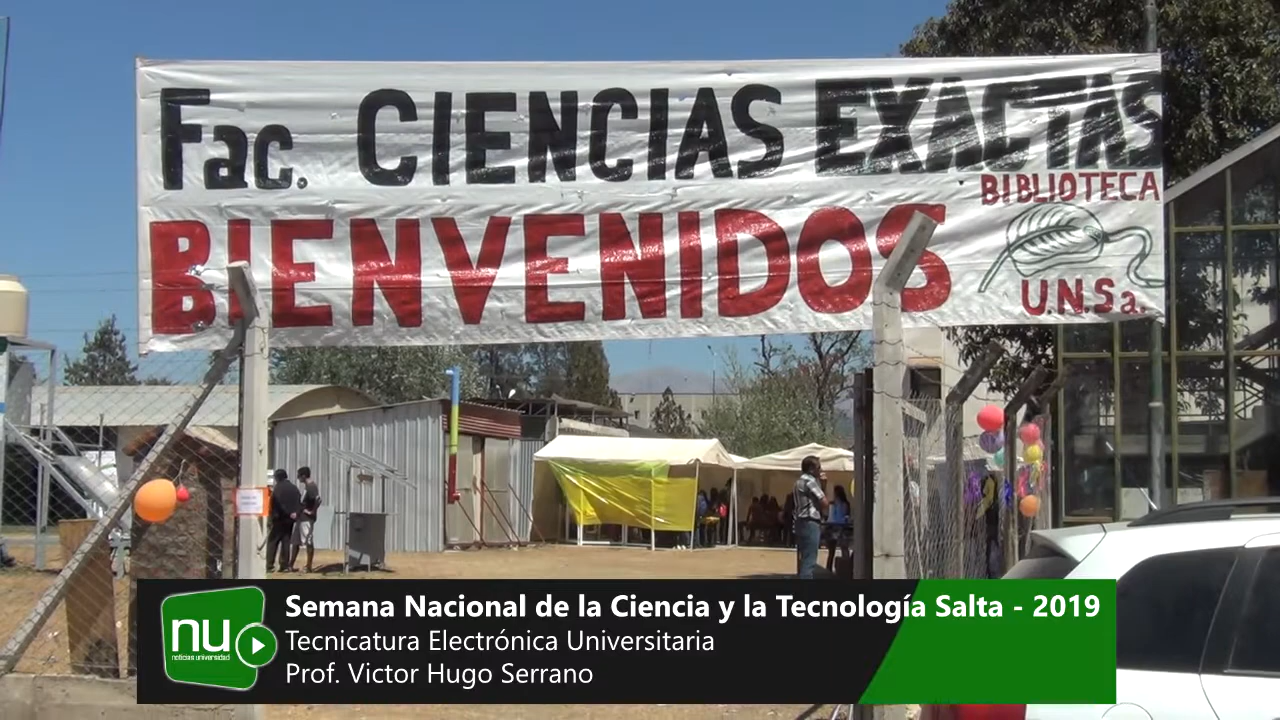 Fac. CIENCIAS EXACTAS
BIBLIOTECA
BIENVENIDOS
U.N.Sa.
nu
noticias universidad
Semana Nacional de la Ciencia y la Tecnología Salta - 2019
Tecnicatura Electrónica Universitaria
Prof. Victor Hugo Serrano